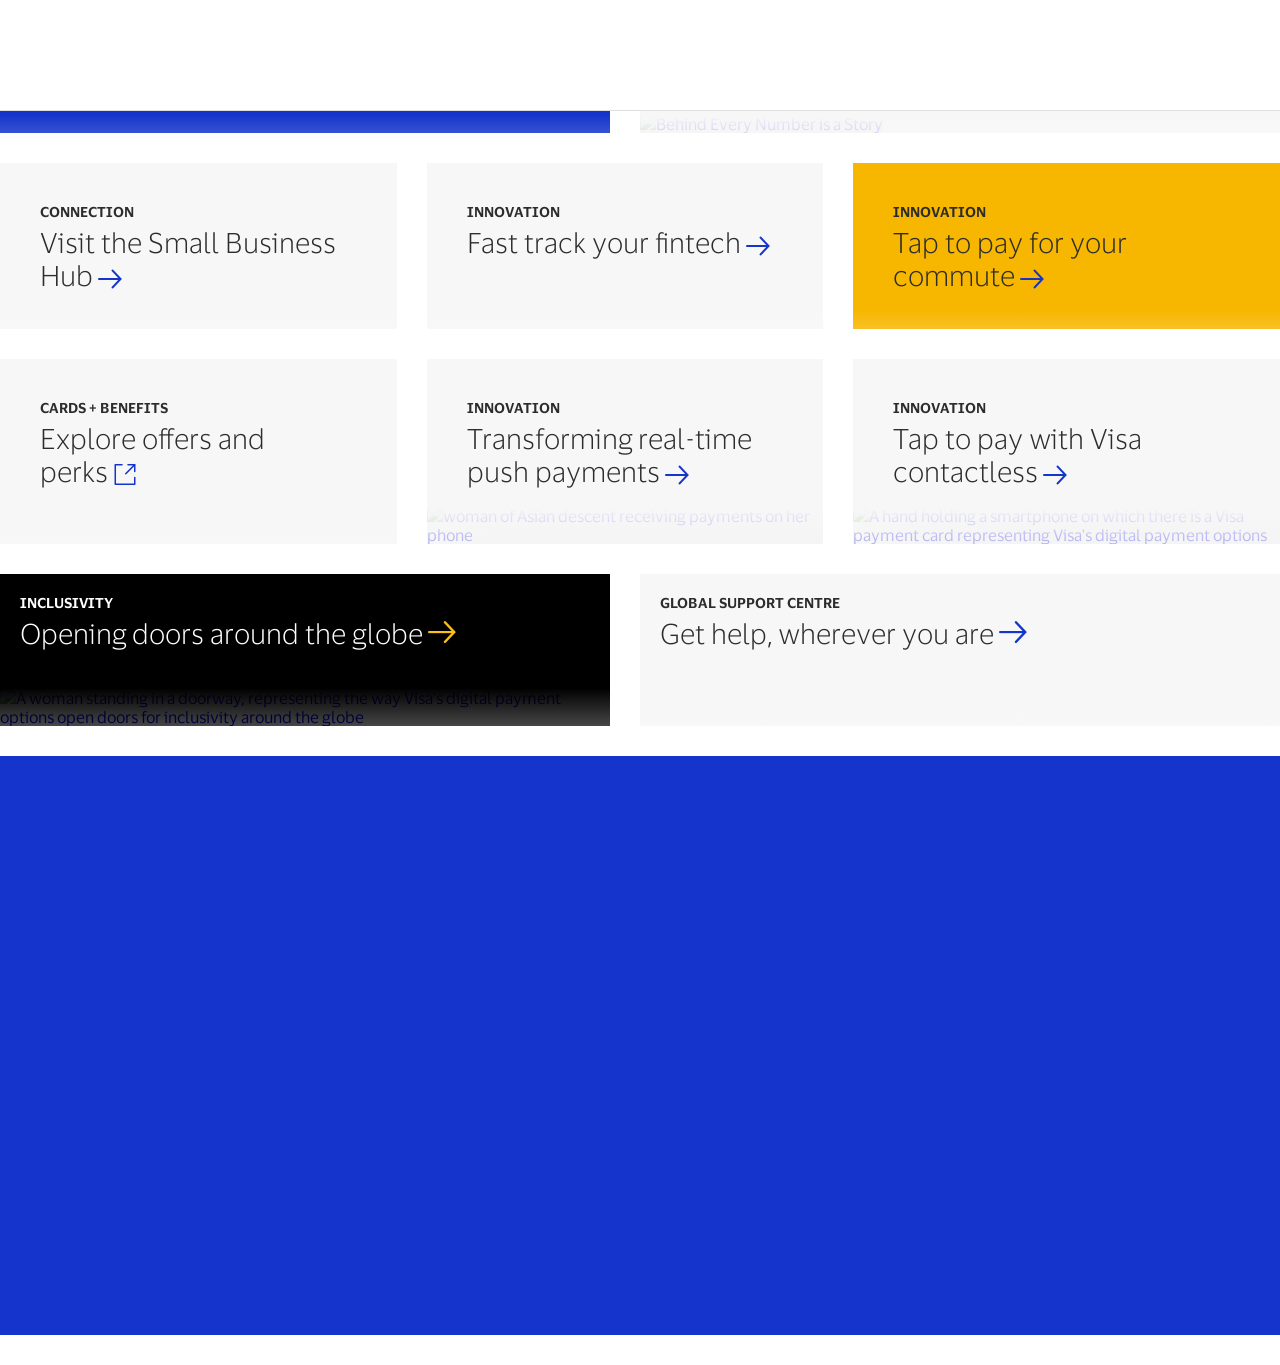 Behind Every Number is a Story
CONNECTION
Visit the Small Business
Hub
INNOVATION
Fast track your fintech
INNOVATION
Tap to pay for your
commute
CARDS + BENEFITS
Explore offers and
perks
INNOVATION
Transforming real-time
push payments
woman of Asian descent receiving payments on her
phone
INNOVATION
Tap to pay with Visa
contactless
A hand holding a smartphone on which there is a Visa
payment card representing Visa's digital payment options
INCLUSIVITY
Opening doors around the globe
A woman standing in a doorway, representing the way Visa's digital payment
options open doors for inclusivity around the globe
GLOBAL SUPPORT CENTRE
Get help, wherever you are